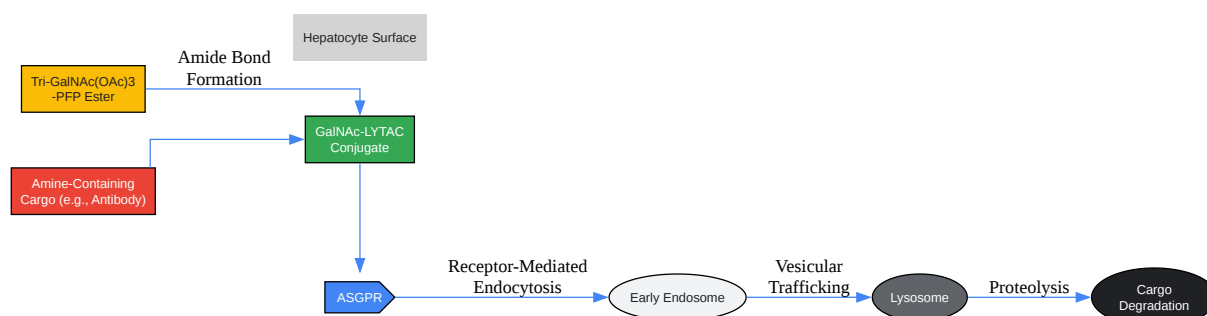 Hepatocyte Surface
Amide Bond
Formation
Tri-GalNAc(OAc)3
-PFP Ester
GalNAc-LYTAC
Conjugate
Amine-Containing
Cargo (e.g., Antibody)
ASGPR
Receptor-Mediated
Endocytosis
Early Endosome
Vesicular
Trafficking
Lysosome
Proteolysis
Cargo
Degradation